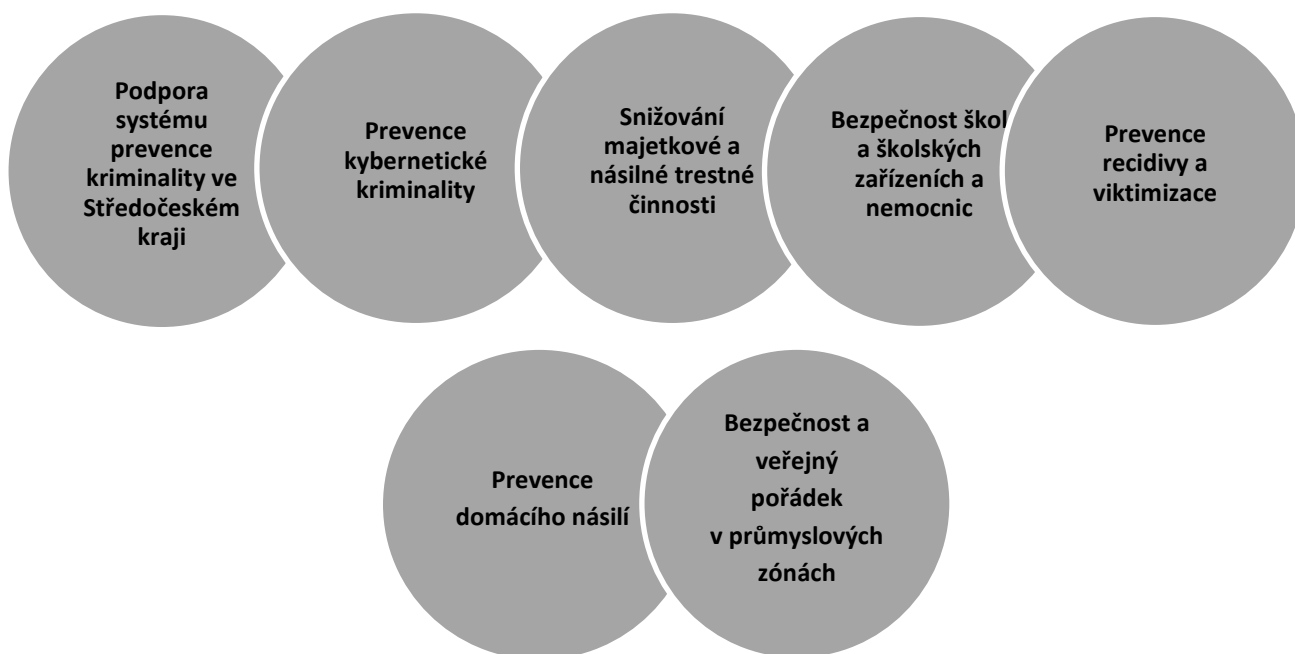 Podpora
systému
prevence
kriminality ve
Středočeském
kraji
Prevence
kybernetické
kriminality
Snižování
majetkové a
násilné trestné
činnosti
Bezpečnost škol
a školských
zařízeních a
nemocnic
Prevence
recidivy a
viktimizace
Prevence
domácího násilí
Bezpečnost a
veřejný
pořádek
v průmyslových
zónách